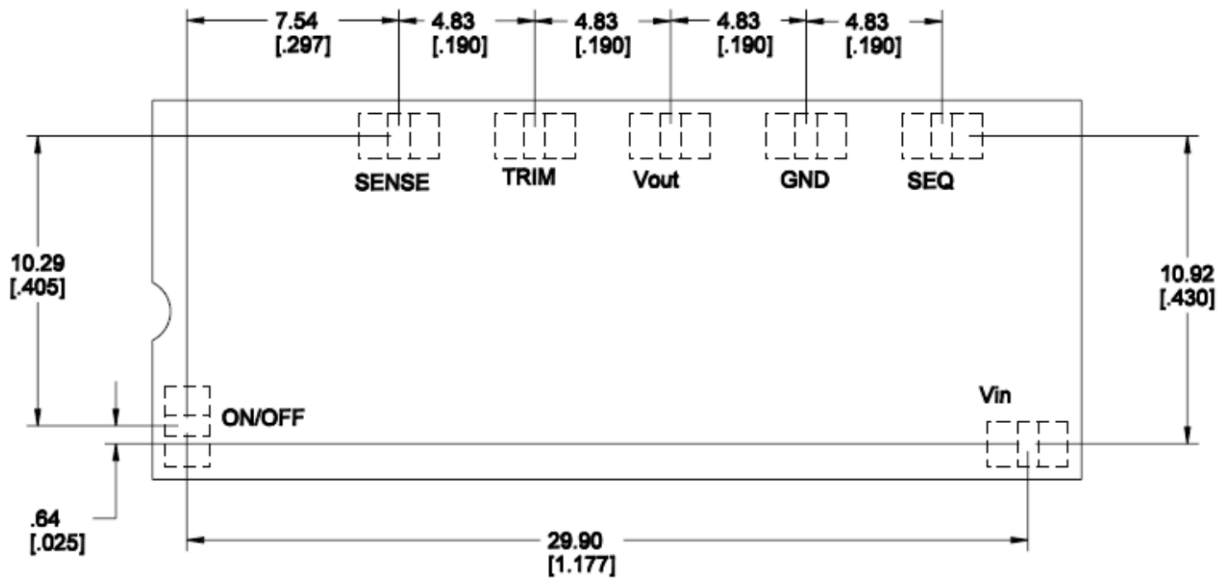 7.54
[.297]
4.83
[.190]
4.83
[.190]
4.83
[.190]
4.83
[.190]
SENSE
TRIM
Vout
GND
SEQ
10.29
[.405]
10.92
[.430]
ON/OFF
Vin
.64
[.025]
29.90
[1.177]